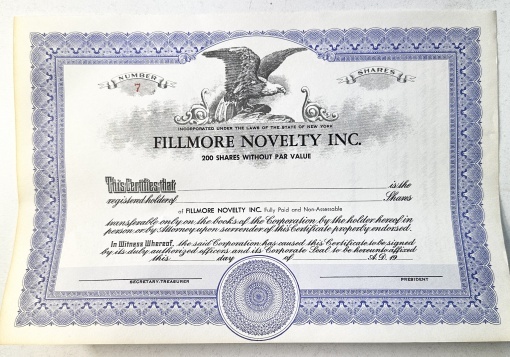 NUMBER
7
SHARES
INCORPORATED UNDER THE LAWS OF THE STATE OF NEW YORK
FILLMORE NOVELTY INC.
200 SHARES WITHOUT PAR VALUE
This Certifies that is the
registered holder of Shares
of FILLMORE NOVELTY INC. Fully Paid and Non-Assessable
transferable only on the books of the Corporation by the holder hereof in
person or by Attorney upon surrender of this Certificate properly endorsed.
In Witness Whereof, the said Corporation has caused this Certificate to be signed
by its duly authorized officers and its Corporate Seal to be hereunto affixed
this day of A.D. 19
SECRETARY-TREASURER
PRESIDENT